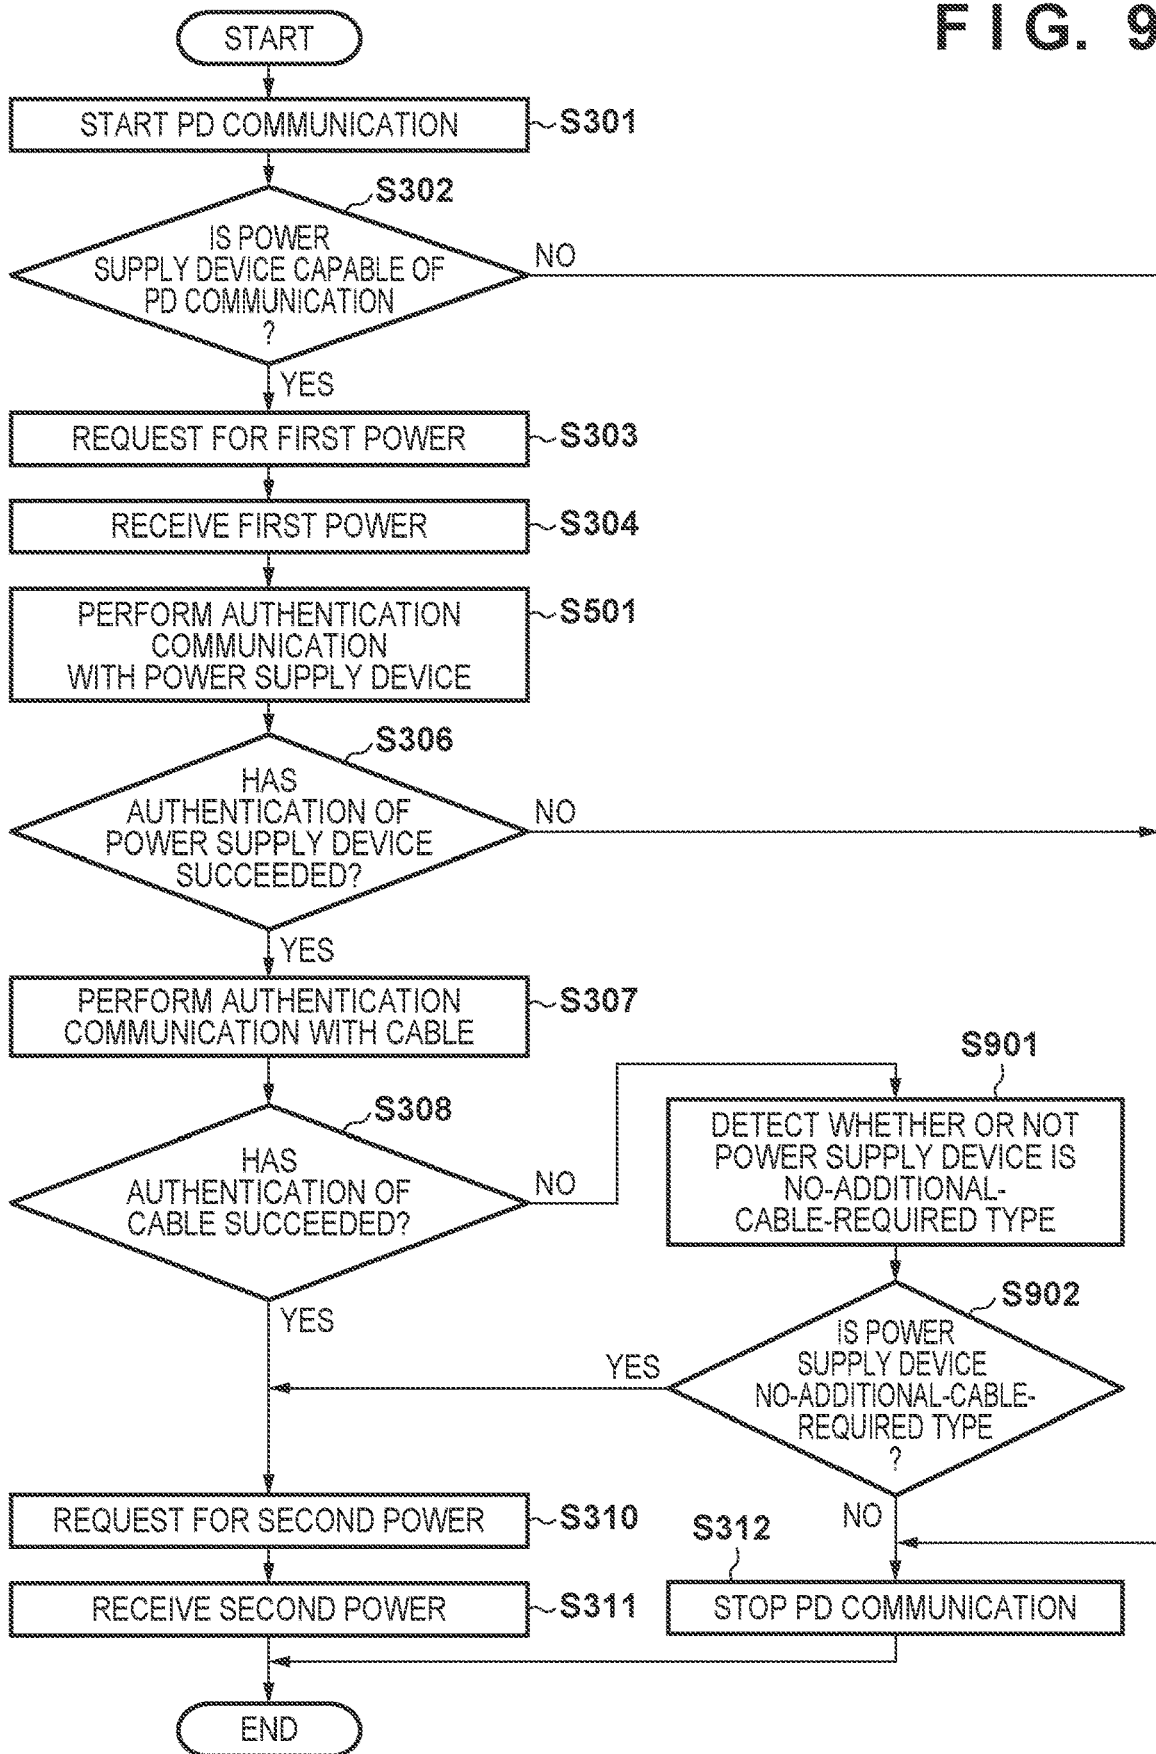 FIG. 9
START
START PD COMMUNICATION
S301
S302
IS POWER
SUPPLY DEVICE CAPABLE OF
PD COMMUNICATION
?
NO
YES
REQUEST FOR FIRST POWER
S303
RECEIVE FIRST POWER
S304
PERFORM AUTHENTICATION
COMMUNICATION
WITH POWER SUPPLY DEVICE
S501
S306
HAS
AUTHENTICATION OF
POWER SUPPLY DEVICE
SUCCEEDED?
NO
YES
PERFORM AUTHENTICATION
COMMUNICATION WITH CABLE
S307
S308
HAS
AUTHENTICATION OF
CABLE SUCCEEDED?
NO
YES
S901
DETECT WHETHER OR NOT
POWER SUPPLY DEVICE IS
NO-ADDITIONAL-
CABLE-REQUIRED TYPE
S902
IS POWER
SUPPLY DEVICE
NO-ADDITIONAL-CABLE-
REQUIRED TYPE
?
YES
NO
REQUEST FOR SECOND POWER
S310
S312
STOP PD COMMUNICATION
RECEIVE SECOND POWER
S311
END